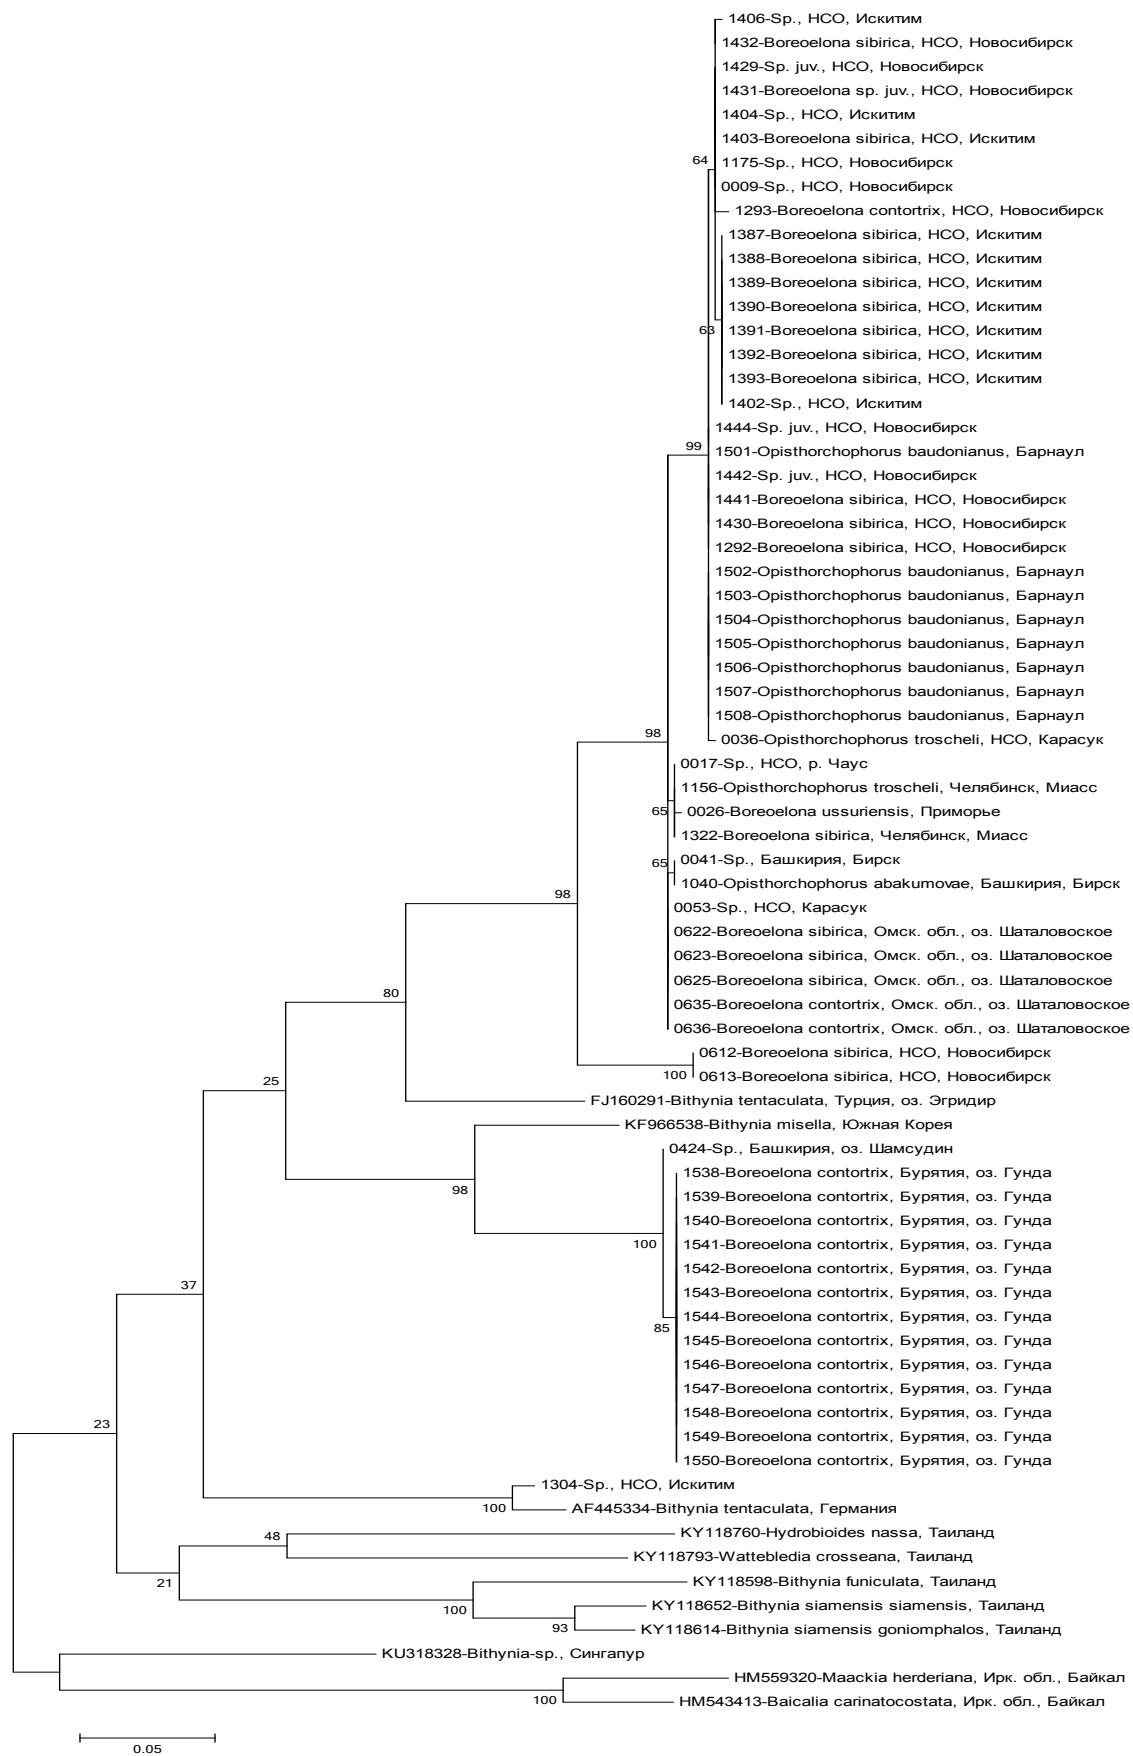 1406-Sp., НСО, Искитим
1432-Boreoelona sibirica, НСО, Новосибирск
1429-Sp. juv., НСО, Новосибирск
1431-Boreoelona sp. juv., НСО, Новосибирск
1404-Sp., НСО, Искитим
1403-Boreoelona sibirica, НСО, Искитим
64
1175-Sp., НСО, Новосибирск
0009-Sp., НСО, Новосибирск
1293-Boreoelona contortrix, НСО, Новосибирск
1387-Boreoelona sibirica, НСО, Искитим
1388-Boreoelona sibirica, НСО, Искитим
1389-Boreoelona sibirica, НСО, Искитим
1390-Boreoelona sibirica, НСО, Искитим
63
1391-Boreoelona sibirica, НСО, Искитим
1392-Boreoelona sibirica, НСО, Искитим
1393-Boreoelona sibirica, НСО, Искитим
1402-Sp., НСО, Искитим
1444-Sp. juv., НСО, Новосибирск
99
1501-Opisthorchophorus baudonianus, Барнаул
1442-Sp. juv., НСО, Новосибирск
1441-Boreoelona sibirica, НСО, Новосибирск
1430-Boreoelona sibirica, НСО, Новосибирск
1292-Boreoelona sibirica, НСО, Новосибирск
1502-Opisthorchophorus baudonianus, Барнаул
1503-Opisthorchophorus baudonianus, Барнаул
1504-Opisthorchophorus baudonianus, Барнаул
1505-Opisthorchophorus baudonianus, Барнаул
1506-Opisthorchophorus baudonianus, Барнаул
1507-Opisthorchophorus baudonianus, Барнаул
1508-Opisthorchophorus baudonianus, Барнаул
98
0036-Opisthorchophorus troscheli, НСО, Карасук
0017-Sp., НСО, р. Чаус
1156-Opisthorchophorus troscheli, Челябинск, Миасс
65
0026-Boreoelona ussuriensis, Приморье
1322-Boreoelona sibirica, Челябинск, Миасс
65
0041-Sp., Башкирия, Бирск
1040-Opisthorchophorus abakumovae, Башкирия, Бирск
98
0053-Sp., НСО, Карасук
0622-Boreoelona sibirica, Омск. обл., оз. Шаталовоское
0623-Boreoelona sibirica, Омск. обл., оз. Шаталовоское
0625-Boreoelona sibirica, Омск. обл., оз. Шаталовоское
80
0635-Boreoelona contortrix, Омск. обл., оз. Шаталовоское
0636-Boreoelona contortrix, Омск. обл., оз. Шаталовоское
0612-Boreoelona sibirica, НСО, Новосибирск
100
0613-Boreoelona sibirica, НСО, Новосибирск
25
FJ160291-Bithynia tentaculata, Турция, оз. Эгридир
KF966538-Bithynia misella, Южная Корея
0424-Sp., Башкирия, оз. Шамсудин
1538-Boreoelona contortrix, Бурятия, оз. Гунда
98
1539-Boreoelona contortrix, Бурятия, оз. Гунда
1540-Boreoelona contortrix, Бурятия, оз. Гунда
100
1541-Boreoelona contortrix, Бурятия, оз. Гунда
1542-Boreoelona contortrix, Бурятия, оз. Гунда
37
1543-Boreoelona contortrix, Бурятия, оз. Гунда
1544-Boreoelona contortrix, Бурятия, оз. Гунда
85
1545-Boreoelona contortrix, Бурятия, оз. Гунда
1546-Boreoelona contortrix, Бурятия, оз. Гунда
1547-Boreoelona contortrix, Бурятия, оз. Гунда
1548-Boreoelona contortrix, Бурятия, оз. Гунда
23
1549-Boreoelona contortrix, Бурятия, оз. Гунда
1550-Boreoelona contortrix, Бурятия, оз. Гунда
1304-Sp., НСО, Искитим
100
AF445334-Bithynia tentaculata, Германия
48
KY118760-Hydrobioides nassa, Таиланд
KY118793-Wattebledia crosseana, Таиланд
21
KY118598-Bithynia funiculata, Таиланд
100
KY118652-Bithynia siamensis siamensis, Таиланд
93
KY118614-Bithynia siamensis goniomphalos, Таиланд
KU318328-Bithynia-sp., Сингапур
HM559320-Maackia herderiana, Ирк. обл., Байкал
100
HM543413-Baicalia carinatocostata, Ирк. обл., Байкал
0.05